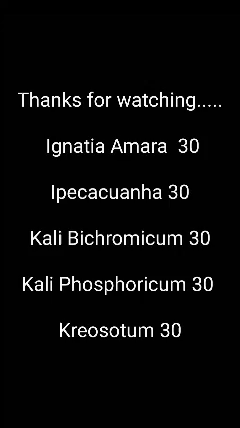 Thanks for watching.....
Ignatia Amara 30
Ipecacuanha 30
Kali Bichromicum 30
Kali Phosphoricum 30
Kreosotum 30